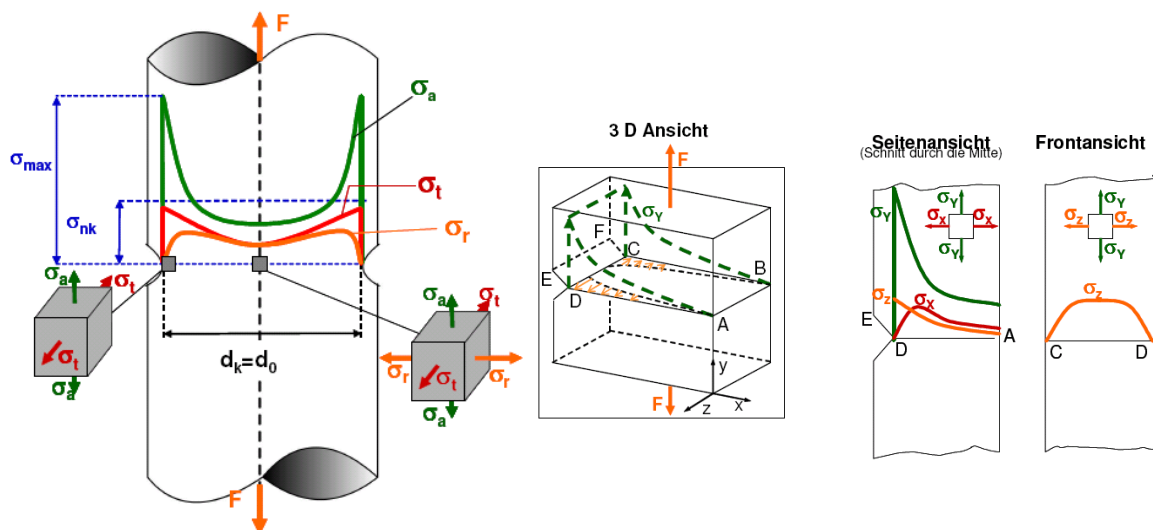 F
σa
σmax
σt
σnk
σr
σa
σt
σt
σa
dk=d0
σa
σt
σr
σt
σr
σa
F
3 D Ansicht
F
σY
F
C
B
E
D
A
y
F
z
x
Seitenansicht
(Schnitt durch die Mitte)
σY
σY
σX
σX
σY
σZ
σX
E
D
A
Frontansicht
σY
σZ
σZ
σY
σZ
C
D